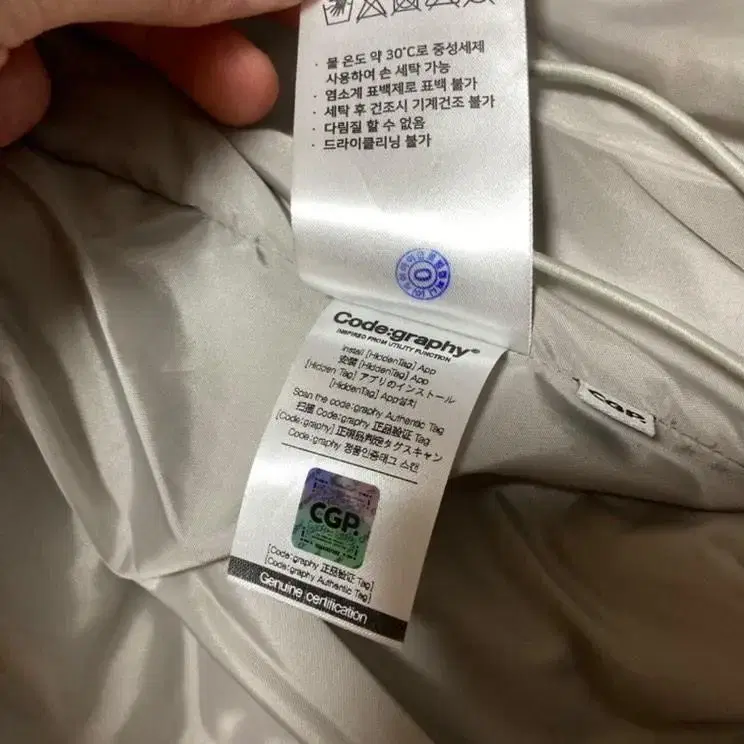 · 물 온도 약 30°C로 중성세제
사용하여 손 세탁 가능
· 염소계 표백제로 표백 불가
· 세탁 후 건조시 기계건조 불가
· 다림질 할 수 없음
· 드라이클리닝 불가
Code:graphy®
INSPIRED FROM UTILITY FUNCTION
Install [HiddenTag] App
安裝 [HiddenTag] App
[Hidden Tag] アプリのインストール
[HiddenTag] App설치
Scan the code:graphy Authentic Tag
扫描 Code:graphy 正品验证 Tag
[Code:graphy] 正規品判定タグスキャン
Code:graphy 정품인증태그 스캔
CGP.
[Code:graphy 正品验证 Tag]
[Code:graphy Authentic Tag]
Genuine certification
CGP.